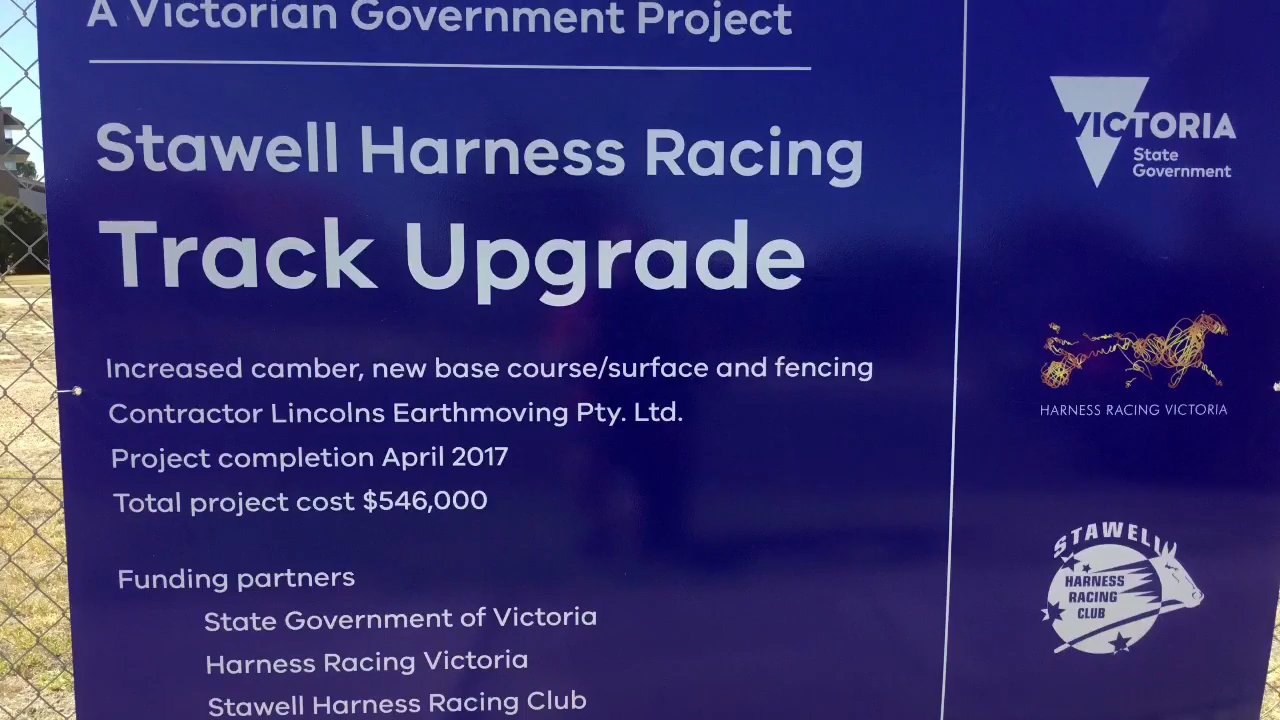 A Victorian Government Project
Stawell Harness Racing
Track Upgrade
Increased camber, new base course/surface and fencing
Contractor Lincolns Earthmoving Pty. Ltd.
Project completion April 2017
Total project cost $546,000
Funding partners
State Government of Victoria
Harness Racing Victoria
Stawell Harness Racing Club
VICTORIA
State
Government
HARNESS RACING VICTORIA
STAWELL
HARNESS
RACING
CLUB